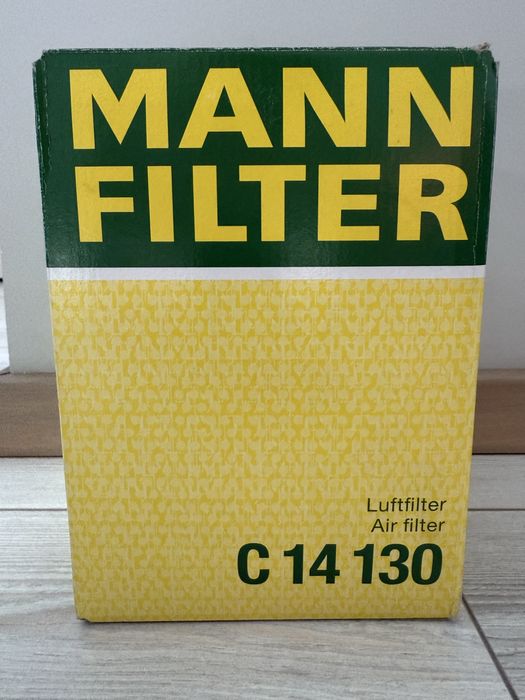 MANN
FILTER
Luftfilter
Air filter
C 14 130